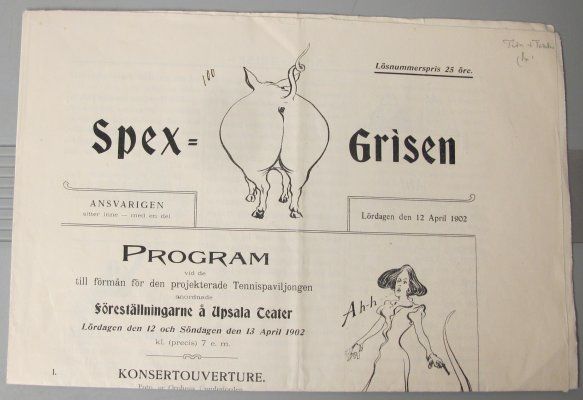 Lösnummerspris 25 öre.
100
Spex=
Grisen
ANSVARIGEN
sitter inne — med en del
Lördagen den 12 April 1902
PROGRAM
vid de
till förmån för den projekterade Tennispaviljongen
anordnade
Föreställningarne å Upsala Teater
Lördagen den 12 och Söndagen den 13 April 1902
kl. (precis) 7 e. m.
Ah-h
1. KONSERTOUVERTURE.